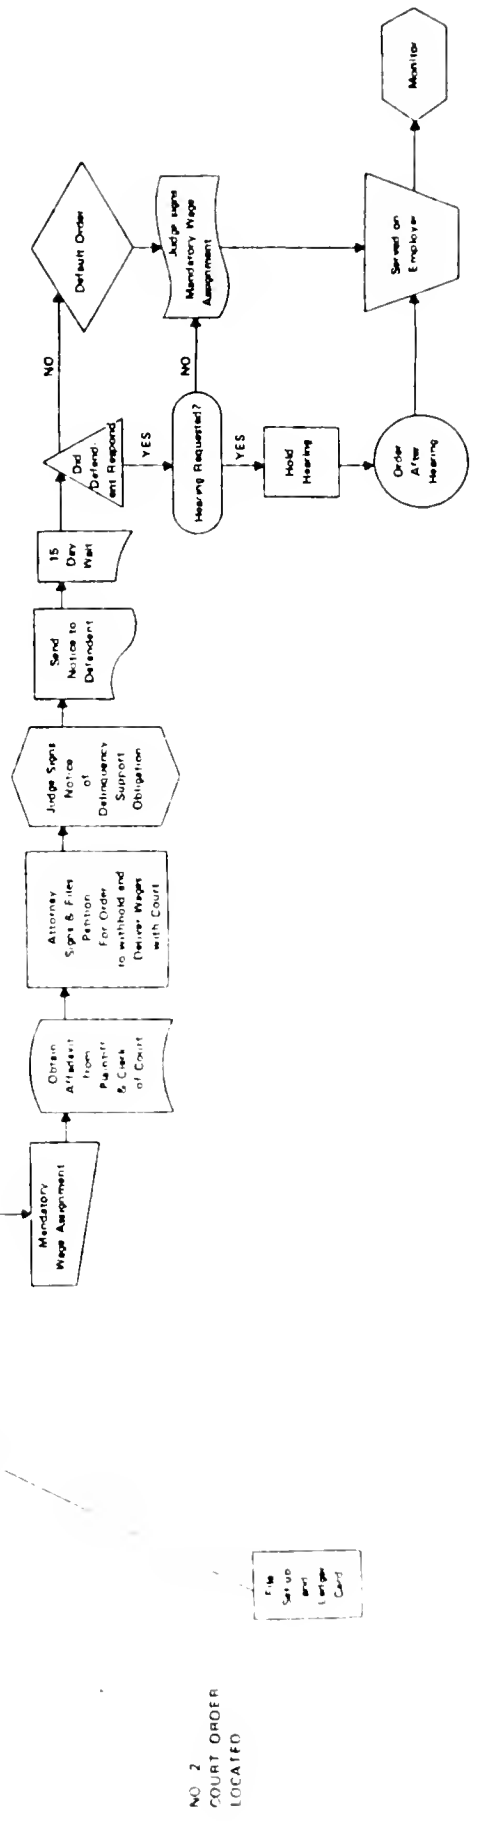 NO 2
COURT ORDER
LOCATED
File
Set up
and
Ledger
Card
Mandatory
Wage Assignment
Obtain
Affadavit
from
Plaintiff
& Clerk
of Court
Attorney
Signs & Files
Petition
For Order
to withhold and
Deliver Wages
with Court
Judge Signs
Notice
of
Delinquency
Support
Obligation
Send
Notice to
Defendent
15
Day
Wait
Did
Defend-
ent Respond
NO
Default Order
YES
Hearing Requested?
NO
Judge signs
Mandatory Wage
Assignment
YES
Hold
Hearing
Order
After
Hearing
Served on
Employer
Monitor